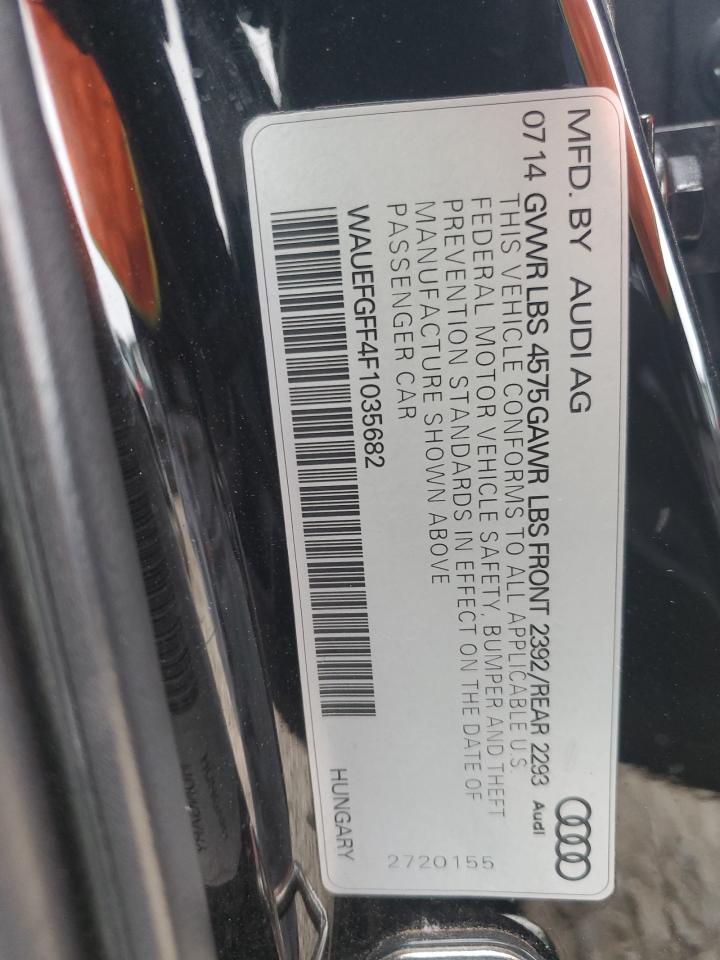 MFD. BY AUDI AG
07 14 GVWR LBS 4575 GAWR LBS FRONT 2392/REAR 2293
THIS VEHICLE CONFORMS TO ALL APPLICABLE U.S.
FEDERAL MOTOR VEHICLE SAFETY, BUMPER AND THEFT
PREVENTION STANDARDS IN EFFECT ON THE DATE OF
MANUFACTURE SHOWN ABOVE
PASSENGER CAR
WAUEFGFF4F1035682
Audi
HUNGARY
2720155